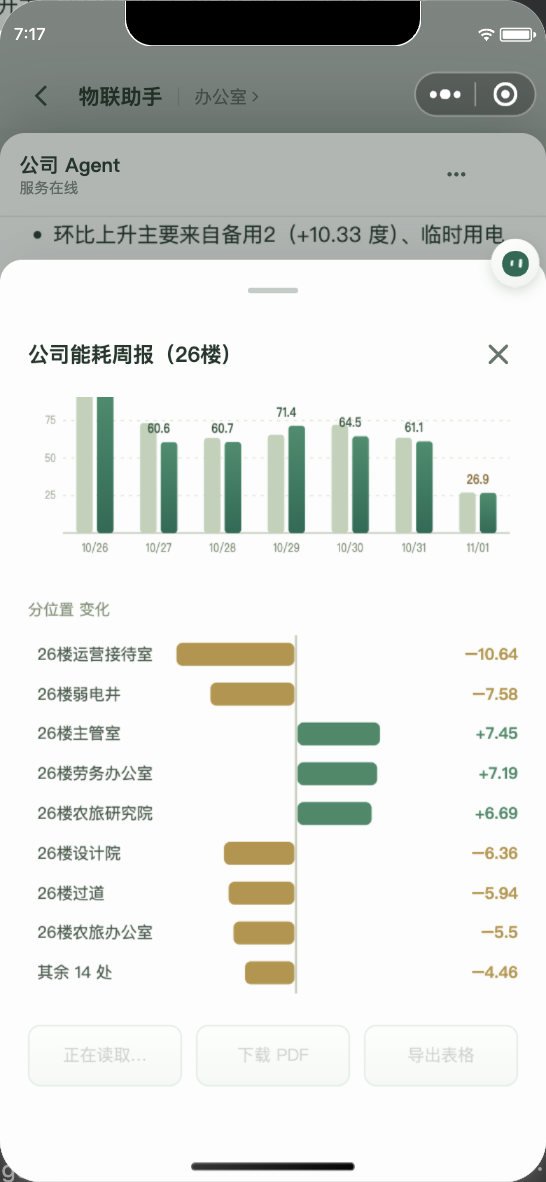 7:17
物联助手
办公室
公司 Agent
服务在线
• 环比上升主要来自备用2（+10.33 度）、临时用电
公司能耗周报（26楼）
75
50
25
60.6
60.7
71.4
64.5
61.1
26.9
10/26
10/27
10/28
10/29
10/30
10/31
11/01
分位置 变化
26楼运营接待室 −10.64
26楼弱电井 −7.58
26楼主管室 +7.45
26楼劳务办公室 +7.19
26楼农旅研究院 +6.69
26楼设计院 −6.36
26楼过道 −5.94
26楼农旅办公室 −5.5
其余 14 处 −4.46
正在读取...
下载 PDF
导出表格